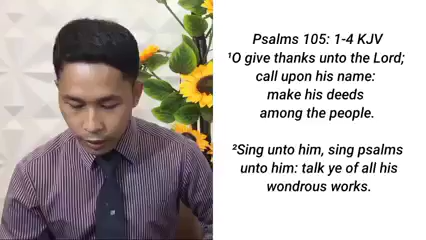 Psalms 105: 1-4 KJV
¹O give thanks unto the Lord;
call upon his name:
make his deeds
among the people.
²Sing unto him, sing psalms
unto him: talk ye of all his
wondrous works.